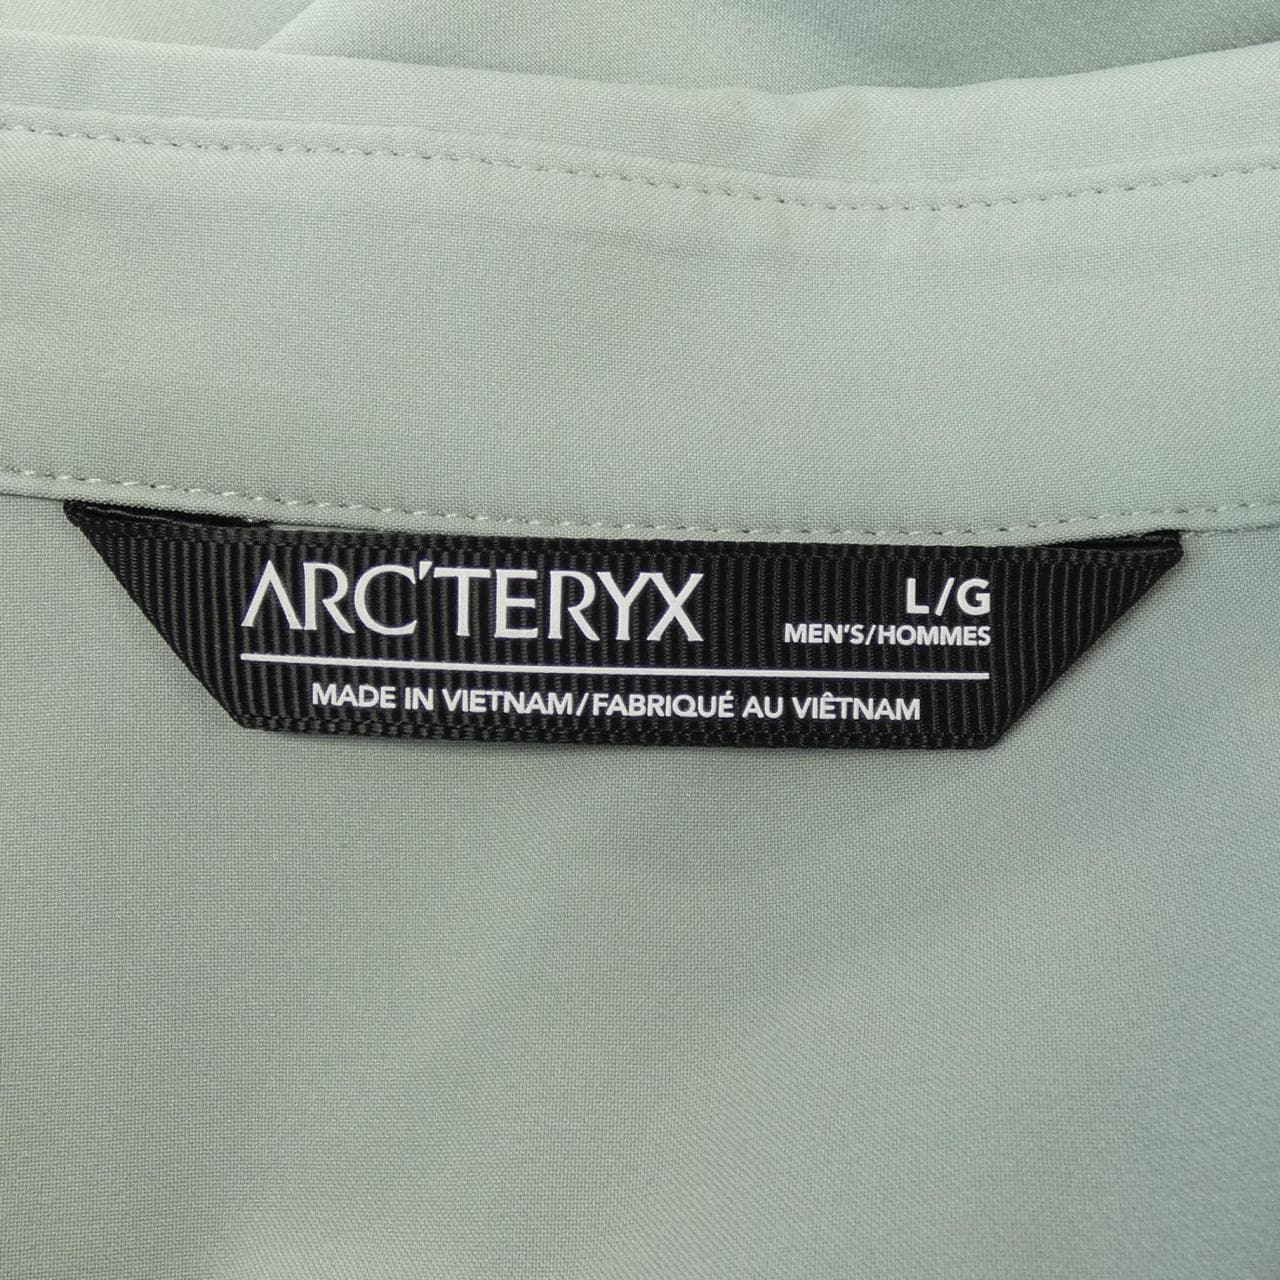 ARC'TERYX L/G
MEN'S/HOMMES
MADE IN VIETNAM/FABRIQUÉ AU VIÊTNAM